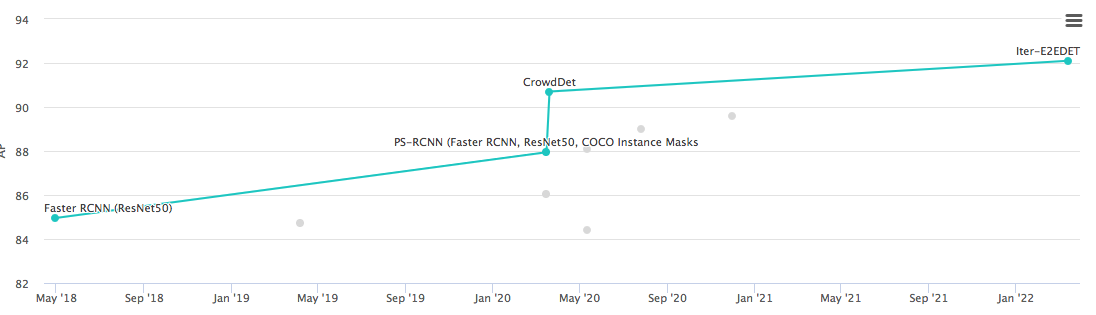 94
Iter-E2EDET
92
CrowdDet
90
PS-RCNN (Faster RCNN, ResNet50, COCO Instance Masks
88
AP
86
Faster RCNN (ResNet50)
84
82
May '18 Sep '18 Jan '19 May '19 Sep '19 Jan '20 May '20 Sep '20 Jan '21 May '21 Sep '21 Jan '22